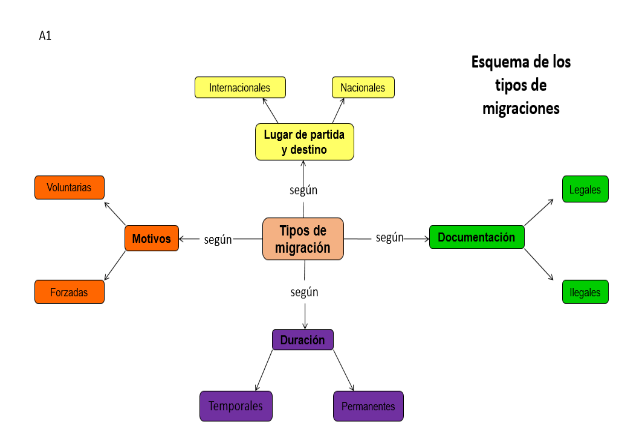 A1
Esquema de los
tipos de
migraciones
Internacionales
Nacionales
Lugar de partida
y destino
según
Voluntarias
Legales
Motivos
según
Tipos de
migración
según
Documentación
Forzadas
según
Ilegales
Duración
Temporales
Permanentes